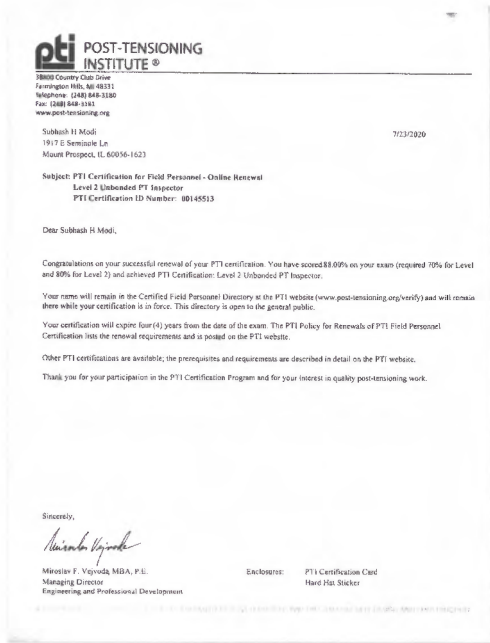 pti POST-TENSIONING
INSTITUTE ®
38800 Country Club Drive
Farmington Hills, MI 48331
Telephone: (248) 848-3180
Fax: (248) 848-3181
www.post-tensioning.org
Subhash H Modi
7/23/2020
1917 E Seminole Ln
Mount Prospect, IL 60056-1623
Subject: PTI Certification for Field Personnel - Online Renewal
Level 2 Unbonded PT Inspector
PTI Certification ID Number: 00145513
Dear Subhash H Modi,
Congratulations on your successful renewal of your PTI certification. You have scored 88.00% on your exam (required 70% for Level
and 80% for Level 2) and achieved PTI Certification: Level 2 Unbonded PT Inspector.
Your name will remain in the Certified Field Personnel Directory at the PTI website (www.post-tensioning.org/verify) and will remain
there while your certification is in force. This directory is open to the general public.
Your certification will expire four (4) years from the date of the exam. The PTI Policy for Renewals of PTI Field Personnel
Certification lists the renewal requirements and is posted on the PTI website.
Other PTI certifications are available; the prerequisites and requirements are described in detail on the PTI website.
Thank you for your participation in the PTI Certification Program and for your interest in quality post-tensioning work.
Sincerely,
Miroslav Vejvoda
Miroslav F. Vejvoda, MBA, P.E.
Enclosures: PTI Certification Card
Managing Director
Hard Hat Sticker
Engineering and Professional Development